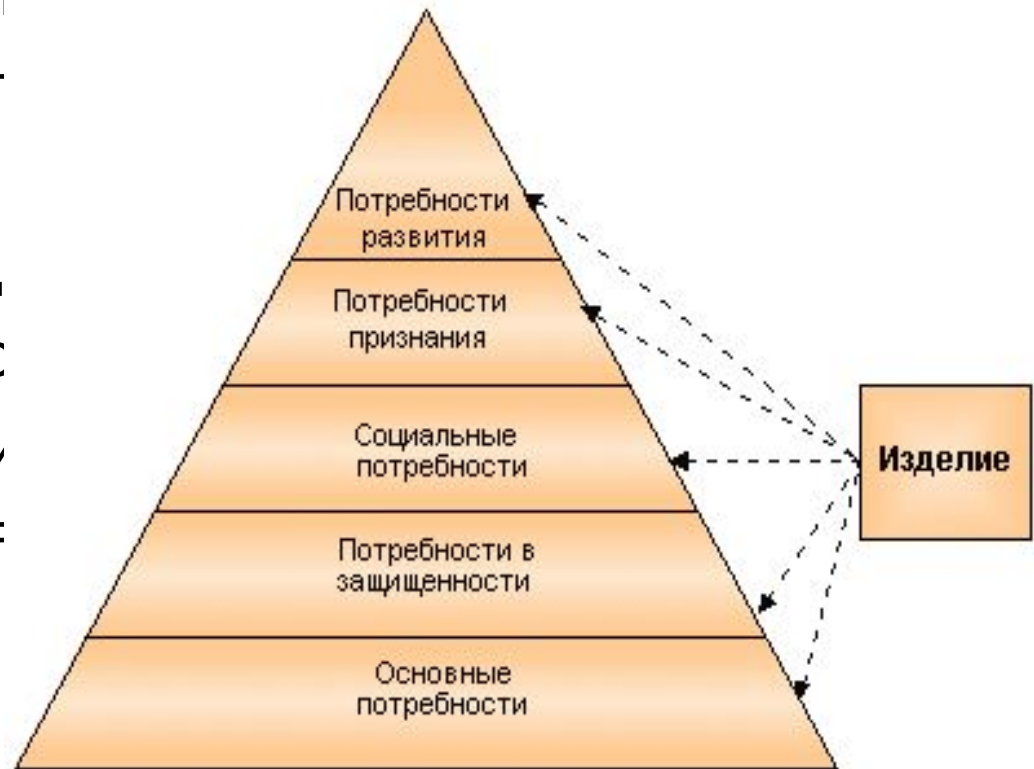 Потребности
развития
Потребности
признания
Социальные
потребности
Изделие
Потребности в
защищенности
Основные
потребности